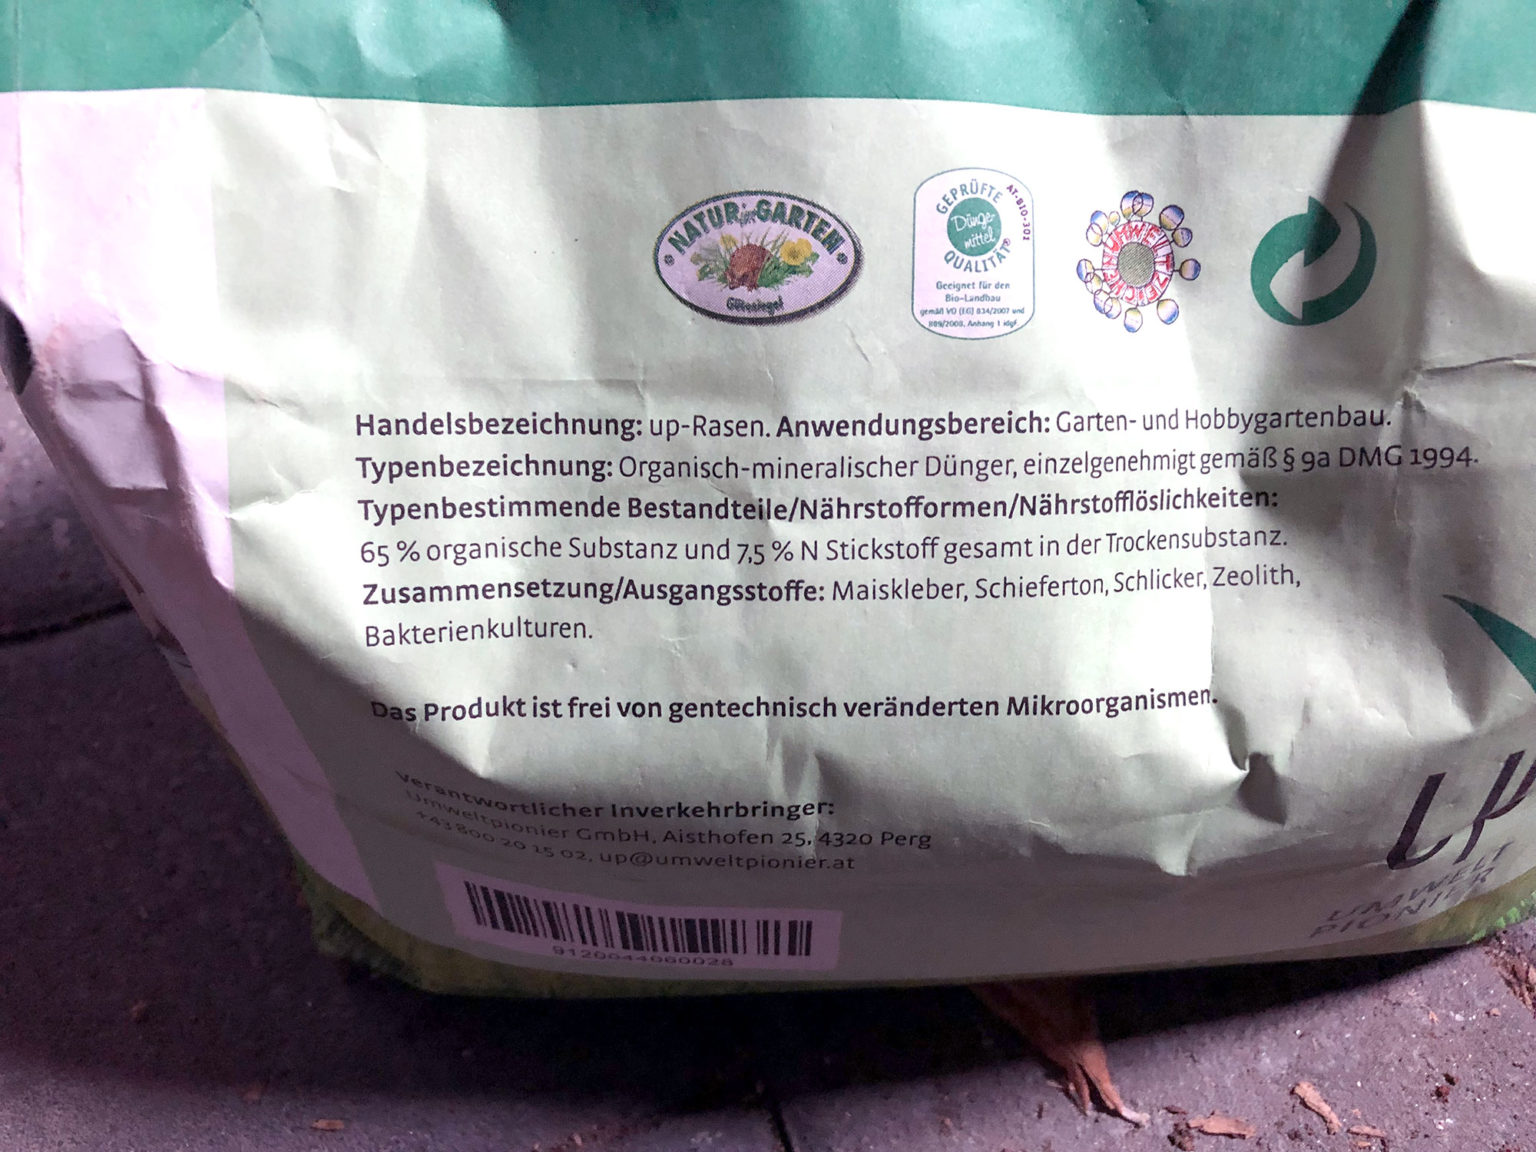 NATUR im GARTEN
Gütesiegel
GEPRÜFTE
AT-BIO-301
Dünge-
mittel
QUALITÄT
Geeignet für den
Bio-Landbau
gemäß VO (EG) 834/2007 und
889/2008, Anhang I idgF
UMWELTZEICHEN
Handelsbezeichnung: up-Rasen. Anwendungsbereich: Garten- und Hobbygartenbau.
Typenbezeichnung: Organisch-mineralischer Dünger, einzelgenehmigt gemäß § 9a DMG 1994.
Typenbestimmende Bestandteile/Nährstofformen/Nährstofflöslichkeiten:
65 % organische Substanz und 7,5 % N Stickstoff gesamt in der Trockensubstanz.
Zusammensetzung/Ausgangsstoffe: Maiskleber, Schieferton, Schlicker, Zeolith,
Bakterienkulturen.
Das Produkt ist frei von gentechnisch veränderten Mikroorganismen.
Verantwortlicher Inverkehrbringer:
Umweltpionier GmbH, Aisthofen 25, 4320 Perg
+43 800 20 15 02, up@umweltpionier.at
9120044060028
UP
UMWELT
PIONIER